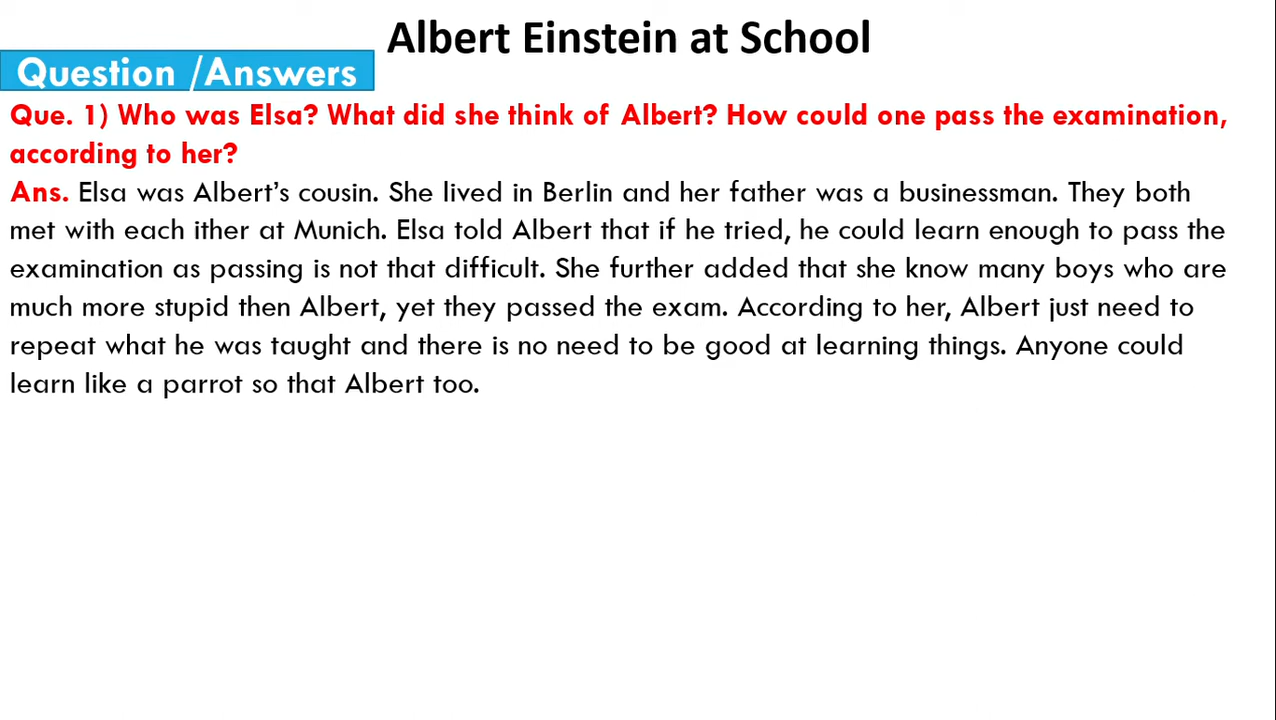 Albert Einstein at School
Question /Answers
Que. 1) Who was Elsa? What did she think of Albert? How could one pass the examination,
according to her?
Ans. Elsa was Albert's cousin. She lived in Berlin and her father was a businessman. They both
met with each ither at Munich. Elsa told Albert that if he tried, he could learn enough to pass the
examination as passing is not that difficult. She further added that she know many boys who are
much more stupid then Albert, yet they passed the exam. According to her, Albert just need to
repeat what he was taught and there is no need to be good at learning things. Anyone could
learn like a parrot so that Albert too.